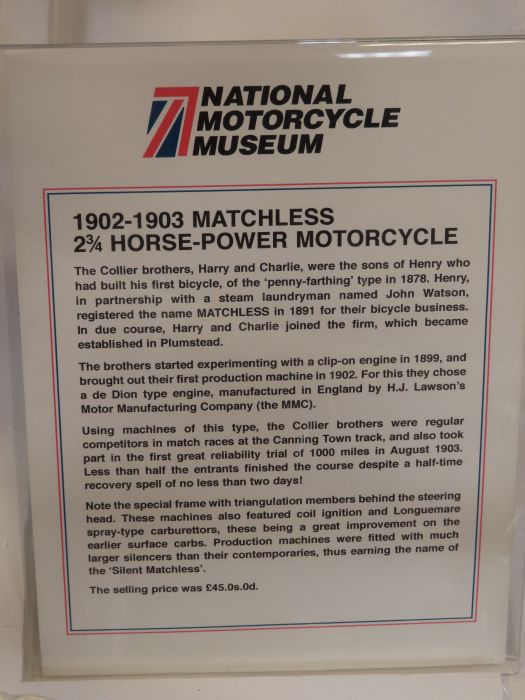 NATIONAL
MOTORCYCLE
MUSEUM
1902-1903 MATCHLESS
2¾ HORSE-POWER MOTORCYCLE
The Collier brothers, Harry and Charlie, were the sons of Henry who
had built his first bicycle, of the 'penny-farthing' type in 1878. Henry,
in partnership with a steam laundryman named John Watson,
registered the name MATCHLESS in 1891 for their bicycle business.
In due course, Harry and Charlie joined the firm, which became
established in Plumstead.
The brothers started experimenting with a clip-on engine in 1899, and
brought out their first production machine in 1902. For this they chose
a de Dion type engine, manufactured in England by H.J. Lawson's
Motor Manufacturing Company (the MMC).
Using machines of this type, the Collier brothers were regular
competitors in match races at the Canning Town track, and also took
part in the first great reliability trial of 1000 miles in August 1903.
Less than half the entrants finished the course despite a half-time
recovery spell of no less than two days!
Note the special frame with triangulation members behind the steering
head. These machines also featured coil ignition and Longuemare
spray-type carburettors, these being a great improvement on the
earlier surface carbs. Production machines were fitted with much
larger silencers than their contemporaries, thus earning the name of
the 'Silent Matchless'.
The selling price was £45.0s.0d.